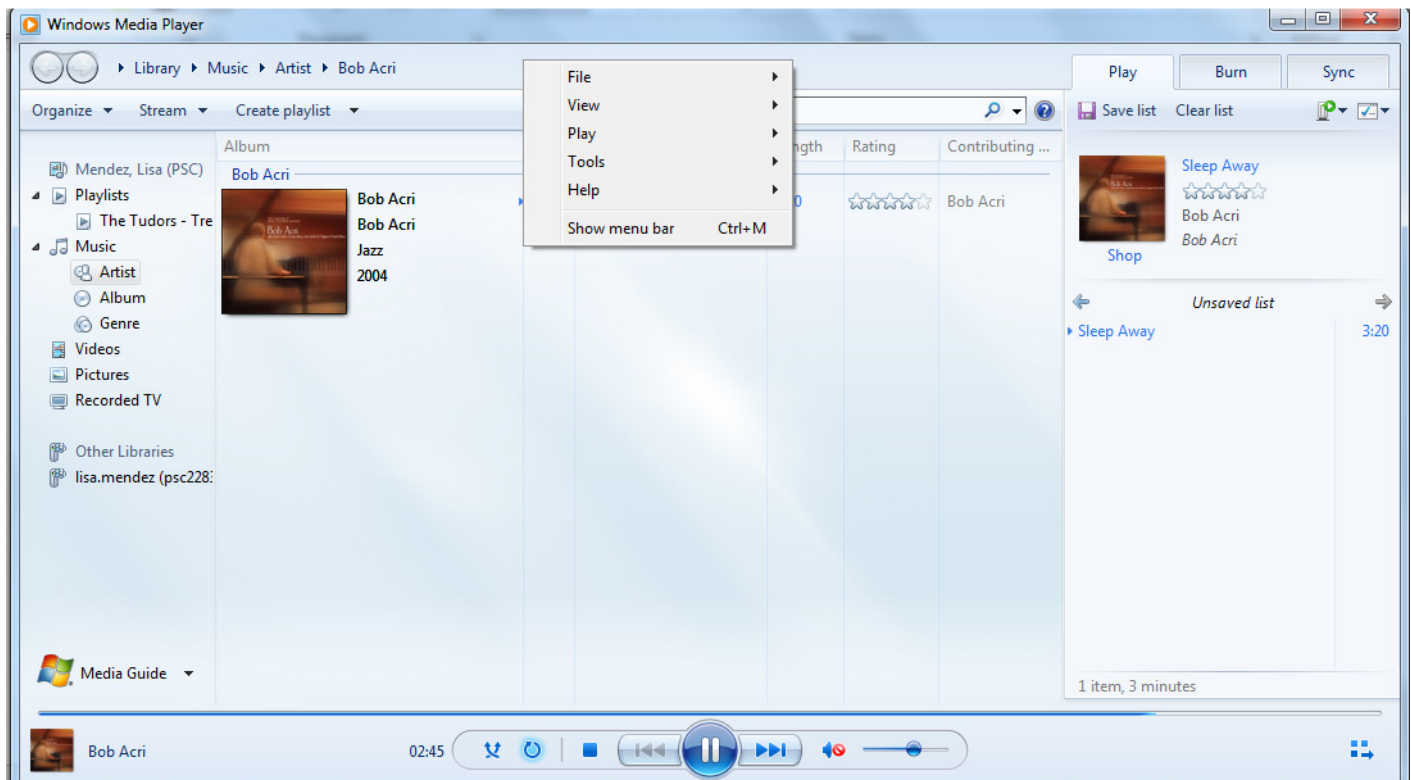 Windows Media Player
Library Music Artist Bob Acri
Play Burn Sync
Organize Stream Create playlist
Save list Clear list
File
View
Play
Tools
Help
Show menu bar Ctrl+M
Album Rating Contributing ...
Mendez, Lisa (PSC)
Playlists
The Tudors - Tre
Music
Artist
Album
Genre
Videos
Pictures
Recorded TV
Other Libraries
lisa.mendez (psc228
Bob Acri
Bob Acri
Bob Acri
Jazz
2004
Bob Acri
Sleep Away
Bob Acri
Bob Acri
Shop
Unsaved list
Sleep Away 3:20
Media Guide
1 item, 3 minutes
Bob Acri 02:45